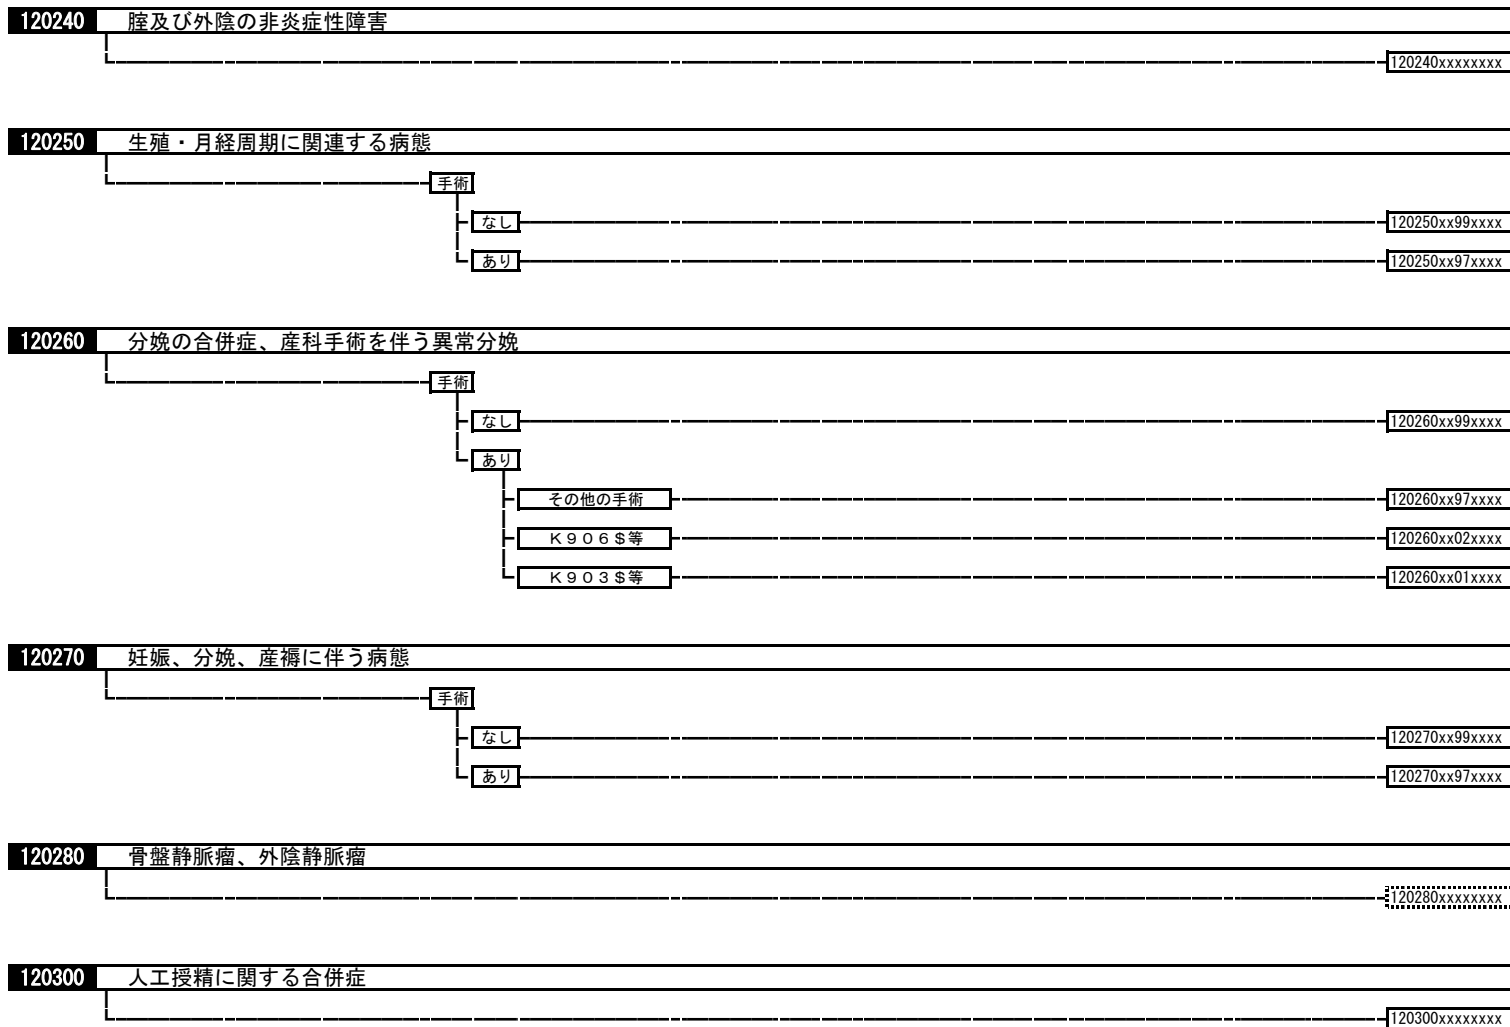 120240 腟及び外陰の非炎症性障害
120240xxxxxxxx
120250 生殖・月経周期に関連する病態
手術
なし 120250xx99xxxx
あり 120250xx97xxxx
120260 分娩の合併症、産科手術を伴う異常分娩
手術
なし 120260xx99xxxx
あり
その他の手術 120260xx97xxxx
K906$等 120260xx02xxxx
K903$等 120260xx01xxxx
120270 妊娠、分娩、産褥に伴う病態
手術
なし 120270xx99xxxx
あり 120270xx97xxxx
120280 骨盤静脈瘤、外陰静脈瘤
120280xxxxxxxx
120300 人工授精に関する合併症
120300xxxxxxxx